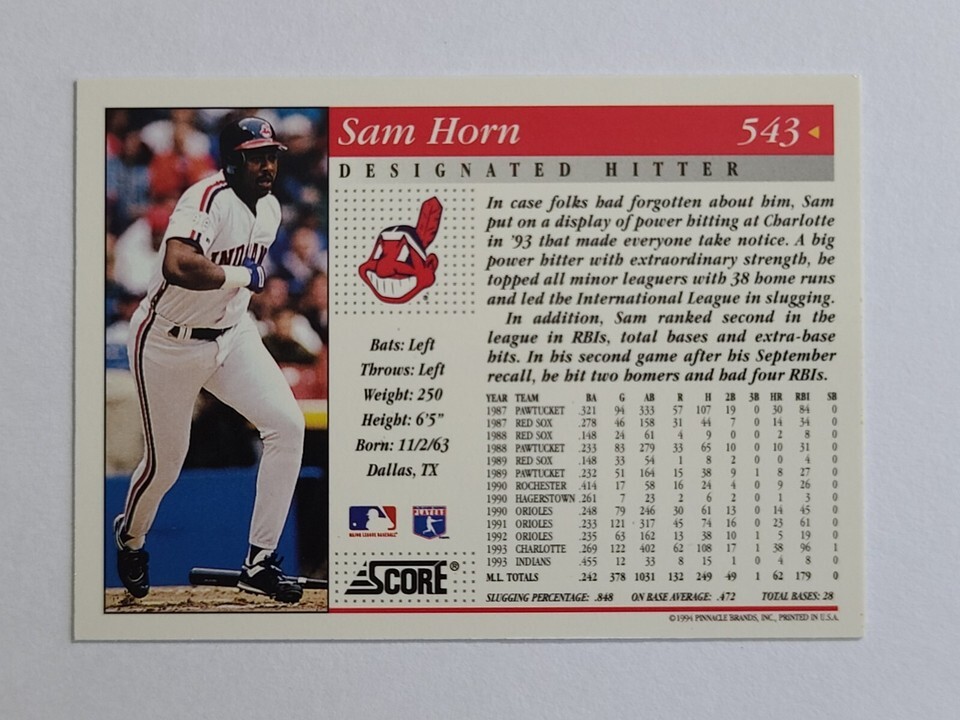 Sam Horn 543
DESIGNATED HITTER
INDIANS
In case folks had forgotten about him, Sam
put on a display of power hitting at Charlotte
in '93 that made everyone take notice. A big
power hitter with extraordinary strength, he
topped all minor leaguers with 38 home runs
and led the International League in slugging.
In addition, Sam ranked second in the
league in RBIs, total bases and extra-base
hits. In his second game after his September
recall, he hit two homers and had four RBIs.
Bats: Left
Throws: Left
Weight: 250
Height: 6'5"
Born: 11/2/63
Dallas, TX
MAJOR LEAGUE BASEBALL
PLAYERS
SCORE®
YEAR TEAM BA G AB R H 2B 3B HR RBI SB
1987 PAWTUCKET .321 94 333 57 107 19 0 30 84 0
1987 RED SOX .278 46 158 31 44 7 0 14 34 0
1988 RED SOX .148 24 61 4 9 0 0 2 8 0
1988 PAWTUCKET .233 83 279 33 65 10 0 10 31 0
1989 RED SOX .148 33 54 1 8 2 0 0 4 0
1989 PAWTUCKET .232 51 164 15 38 9 1 8 27 0
1990 ROCHESTER .414 17 58 16 24 4 0 9 26 0
1990 HAGERSTOWN .261 7 23 2 6 2 0 1 3 0
1990 ORIOLES .248 79 246 30 61 13 0 14 45 0
1991 ORIOLES .233 121 317 45 74 16 0 23 61 0
1992 ORIOLES .235 63 162 13 38 10 1 5 19 0
1993 CHARLOTTE .269 122 402 62 108 17 1 38 96 1
1993 INDIANS .455 12 33 8 15 1 0 4 8 0
M.L. TOTALS .242 378 1031 132 249 49 1 62 179 0
SLUGGING PERCENTAGE: .848 ON BASE AVERAGE: .472 TOTAL BASES: 28
©1994 PINNACLE BRANDS, INC., PRINTED IN U.S.A.